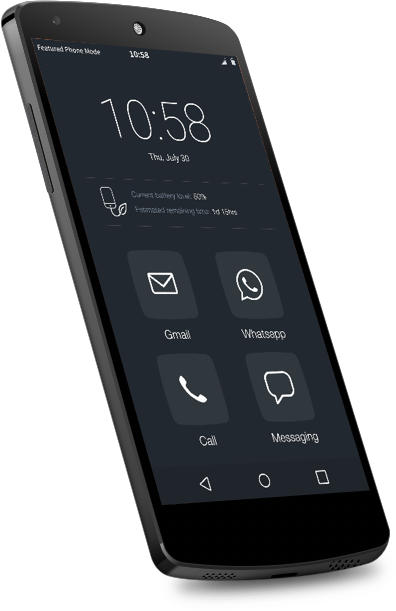 Featured Phone Mode 10:58
10:58
Thu, July 30
Current battery level: 60%
Estimated remaining time: 1d 15hrs
Gmail Whatsapp
Call Messaging